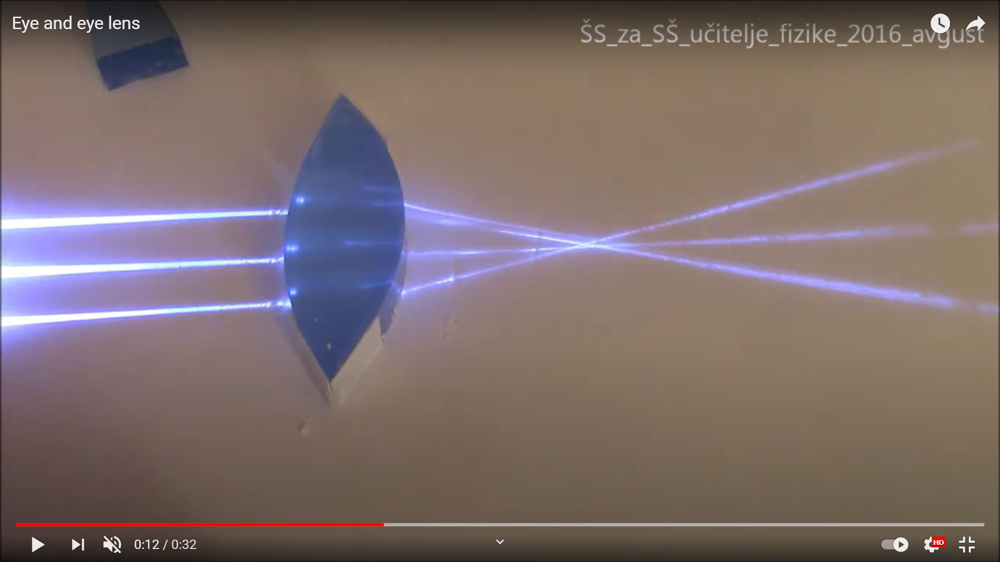 Eye and eye lens
ŠS_za_SŠ_učitelje_fizike_2016_avgust
0:12 / 0:32
HD